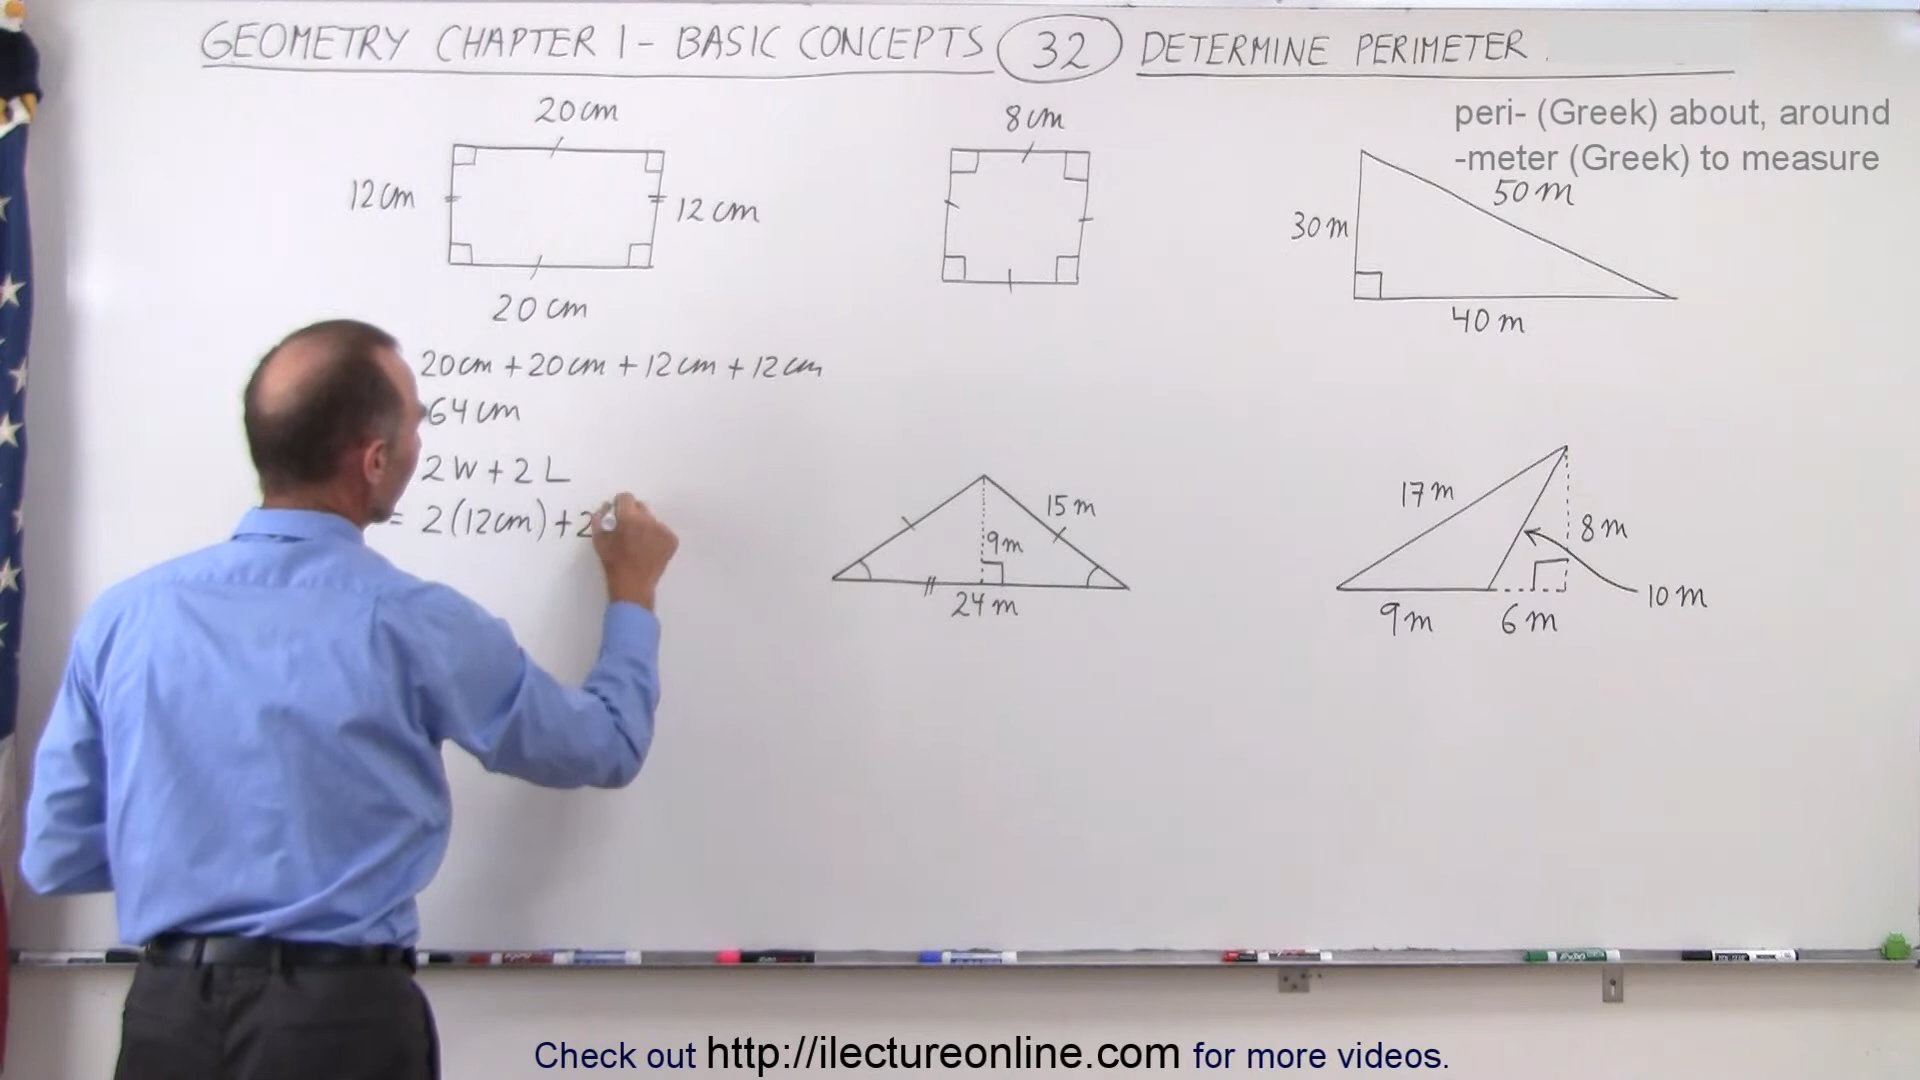 GEOMETRY CHAPTER 1 - BASIC CONCEPTS 32 DETERMINE PERIMETER
peri- (Greek) about, around
-meter (Greek) to measure
20 cm
12 cm
12 cm
20 cm
8 cm
50 m
30 m
40 m
20 cm + 20 cm + 12 cm + 12 cm
64 cm
2 W + 2 L
= 2 (12 cm) + 2
15 m
9 m
24 m
17 m
8 m
10 m
9 m
6 m
Check out http://ilectureonline.com for more videos.